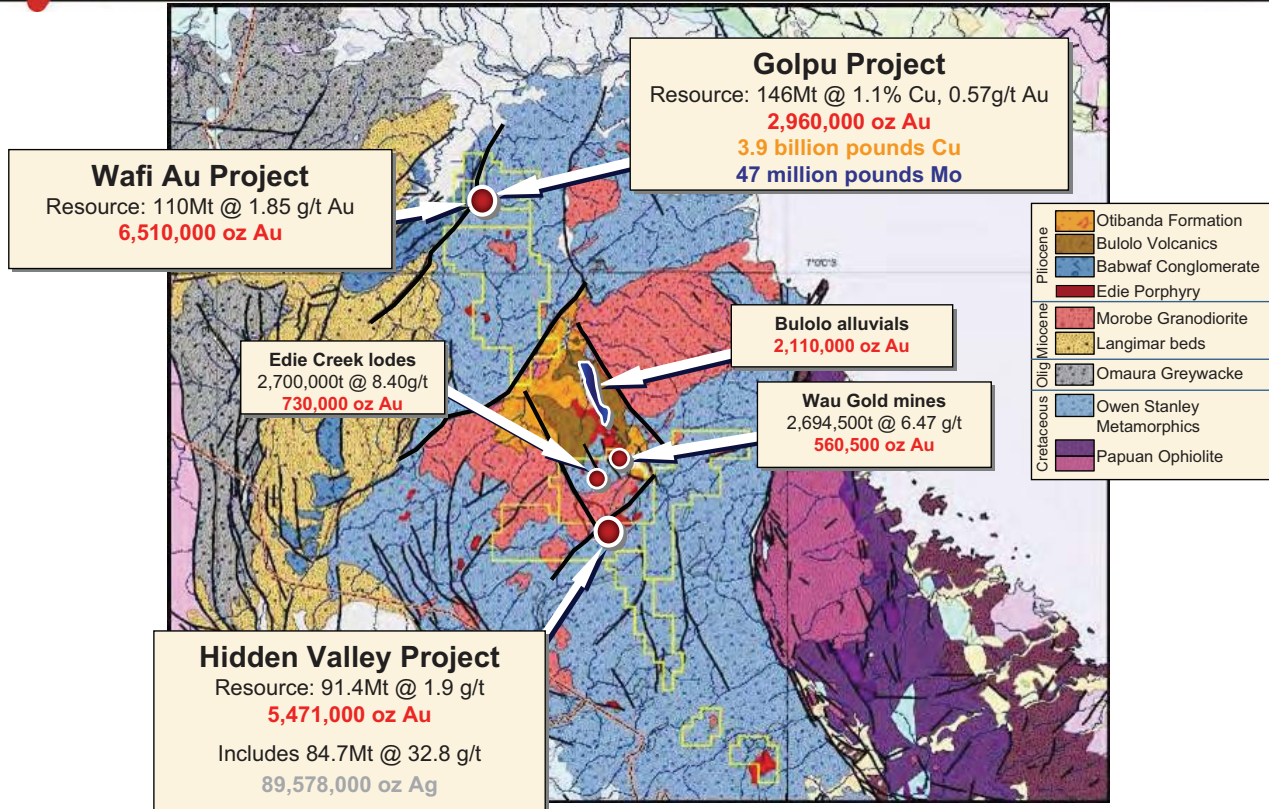 Golpu Project
Resource: 146Mt @ 1.1% Cu, 0.57g/t Au
2,960,000 oz Au
3.9 billion pounds Cu
47 million pounds Mo
Wafi Au Project
Resource: 110Mt @ 1.85 g/t Au
6,510,000 oz Au
7°00'S
Pliocene
Otibanda Formation
Bulolo Volcanics
Babwaf Conglomerate
Edie Porphyry
Miocene
Morobe Granodiorite
Langimar beds
Olig
Omaura Greywacke
Cretaceous
Owen Stanley
Metamorphics
Papuan Ophiolite
Bulolo alluvials
2,110,000 oz Au
Edie Creek lodes
2,700,000t @ 8.40g/t
730,000 oz Au
Wau Gold mines
2,694,500t @ 6.47 g/t
560,500 oz Au
Hidden Valley Project
Resource: 91.4Mt @ 1.9 g/t
5,471,000 oz Au
Includes 84.7Mt @ 32.8 g/t
89,578,000 oz Ag